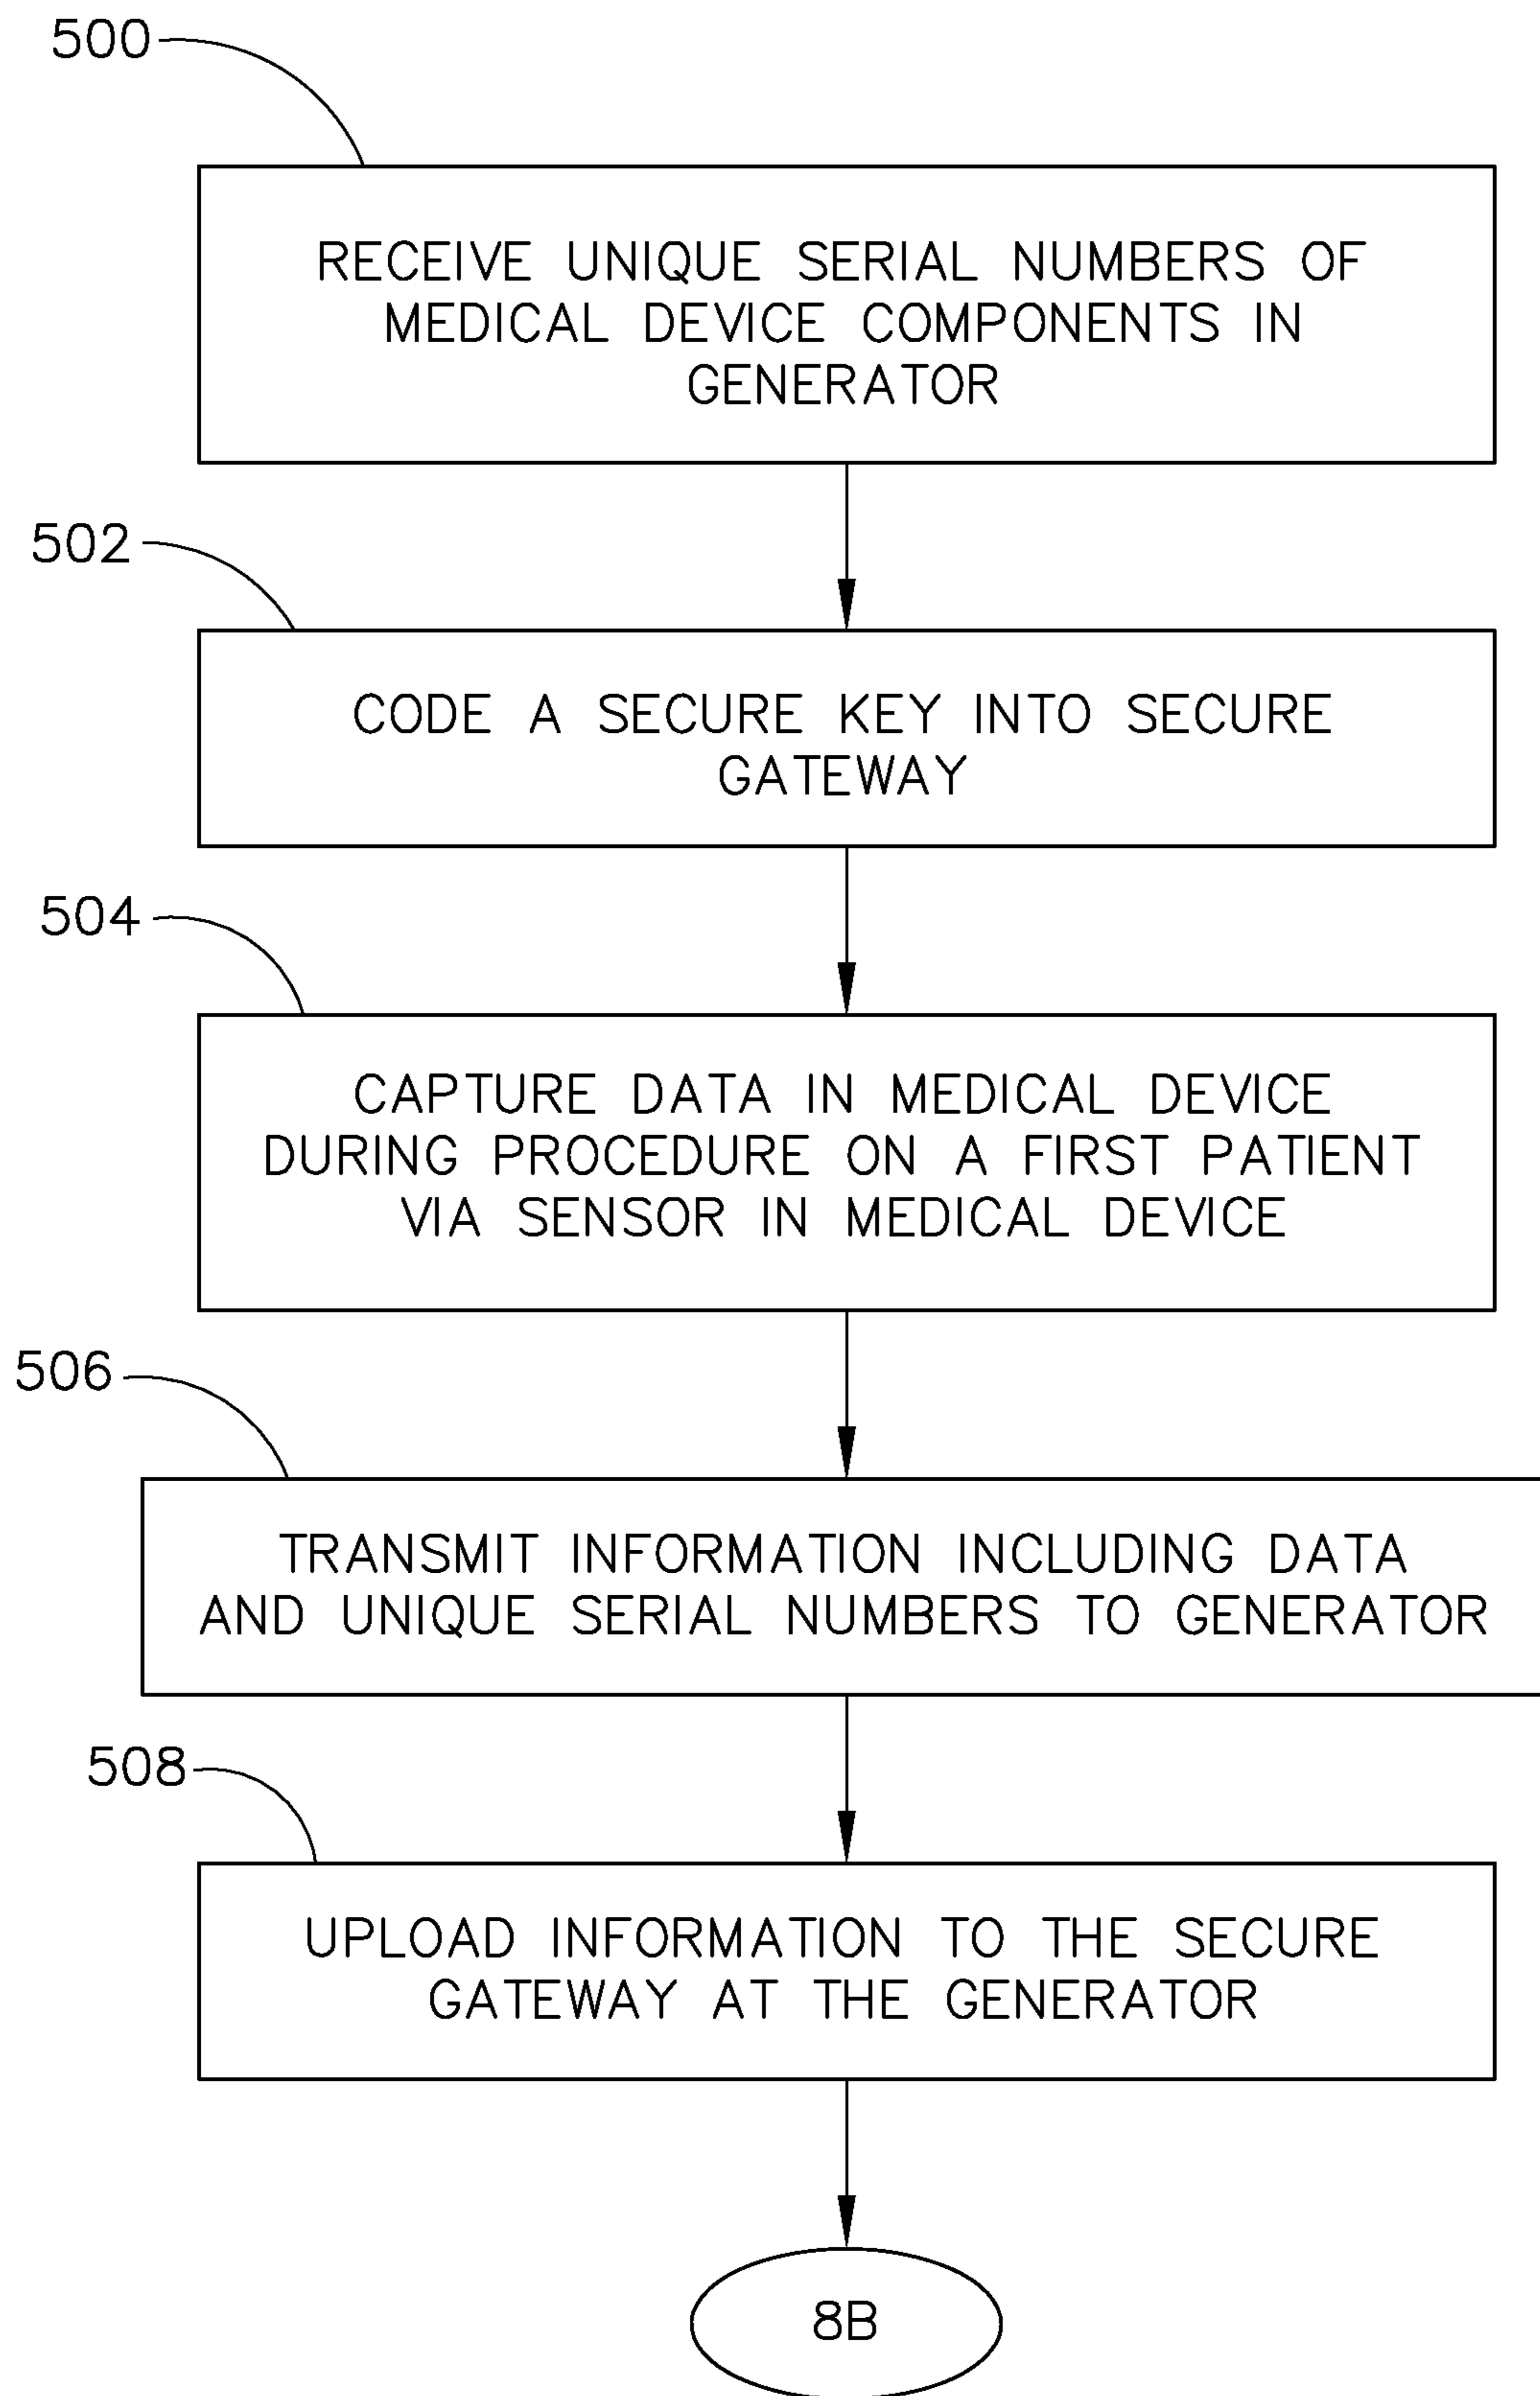 500
RECEIVE UNIQUE SERIAL NUMBERS OF
MEDICAL DEVICE COMPONENTS IN
GENERATOR
502
CODE A SECURE KEY INTO SECURE
GATEWAY
504
CAPTURE DATA IN MEDICAL DEVICE
DURING PROCEDURE ON A FIRST PATIENT
VIA SENSOR IN MEDICAL DEVICE
506
TRANSMIT INFORMATION INCLUDING DATA
AND UNIQUE SERIAL NUMBERS TO GENERATOR
508
UPLOAD INFORMATION TO THE SECURE
GATEWAY AT THE GENERATOR
8B